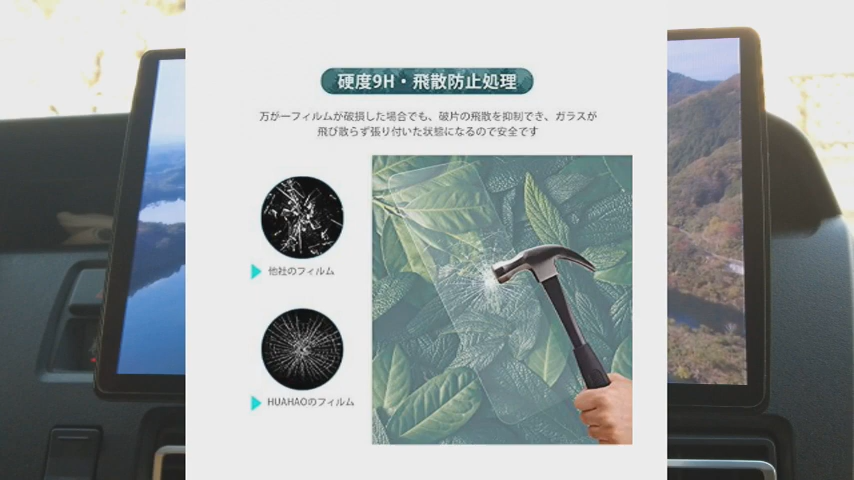 硬度9H・飛散防止処理
万が一フィルムが破損した場合でも、破片の飛散を抑制でき、ガラスが
飛び散らず張り付いた状態になるので安全です
他社のフィルム
HUAHAOのフィルム